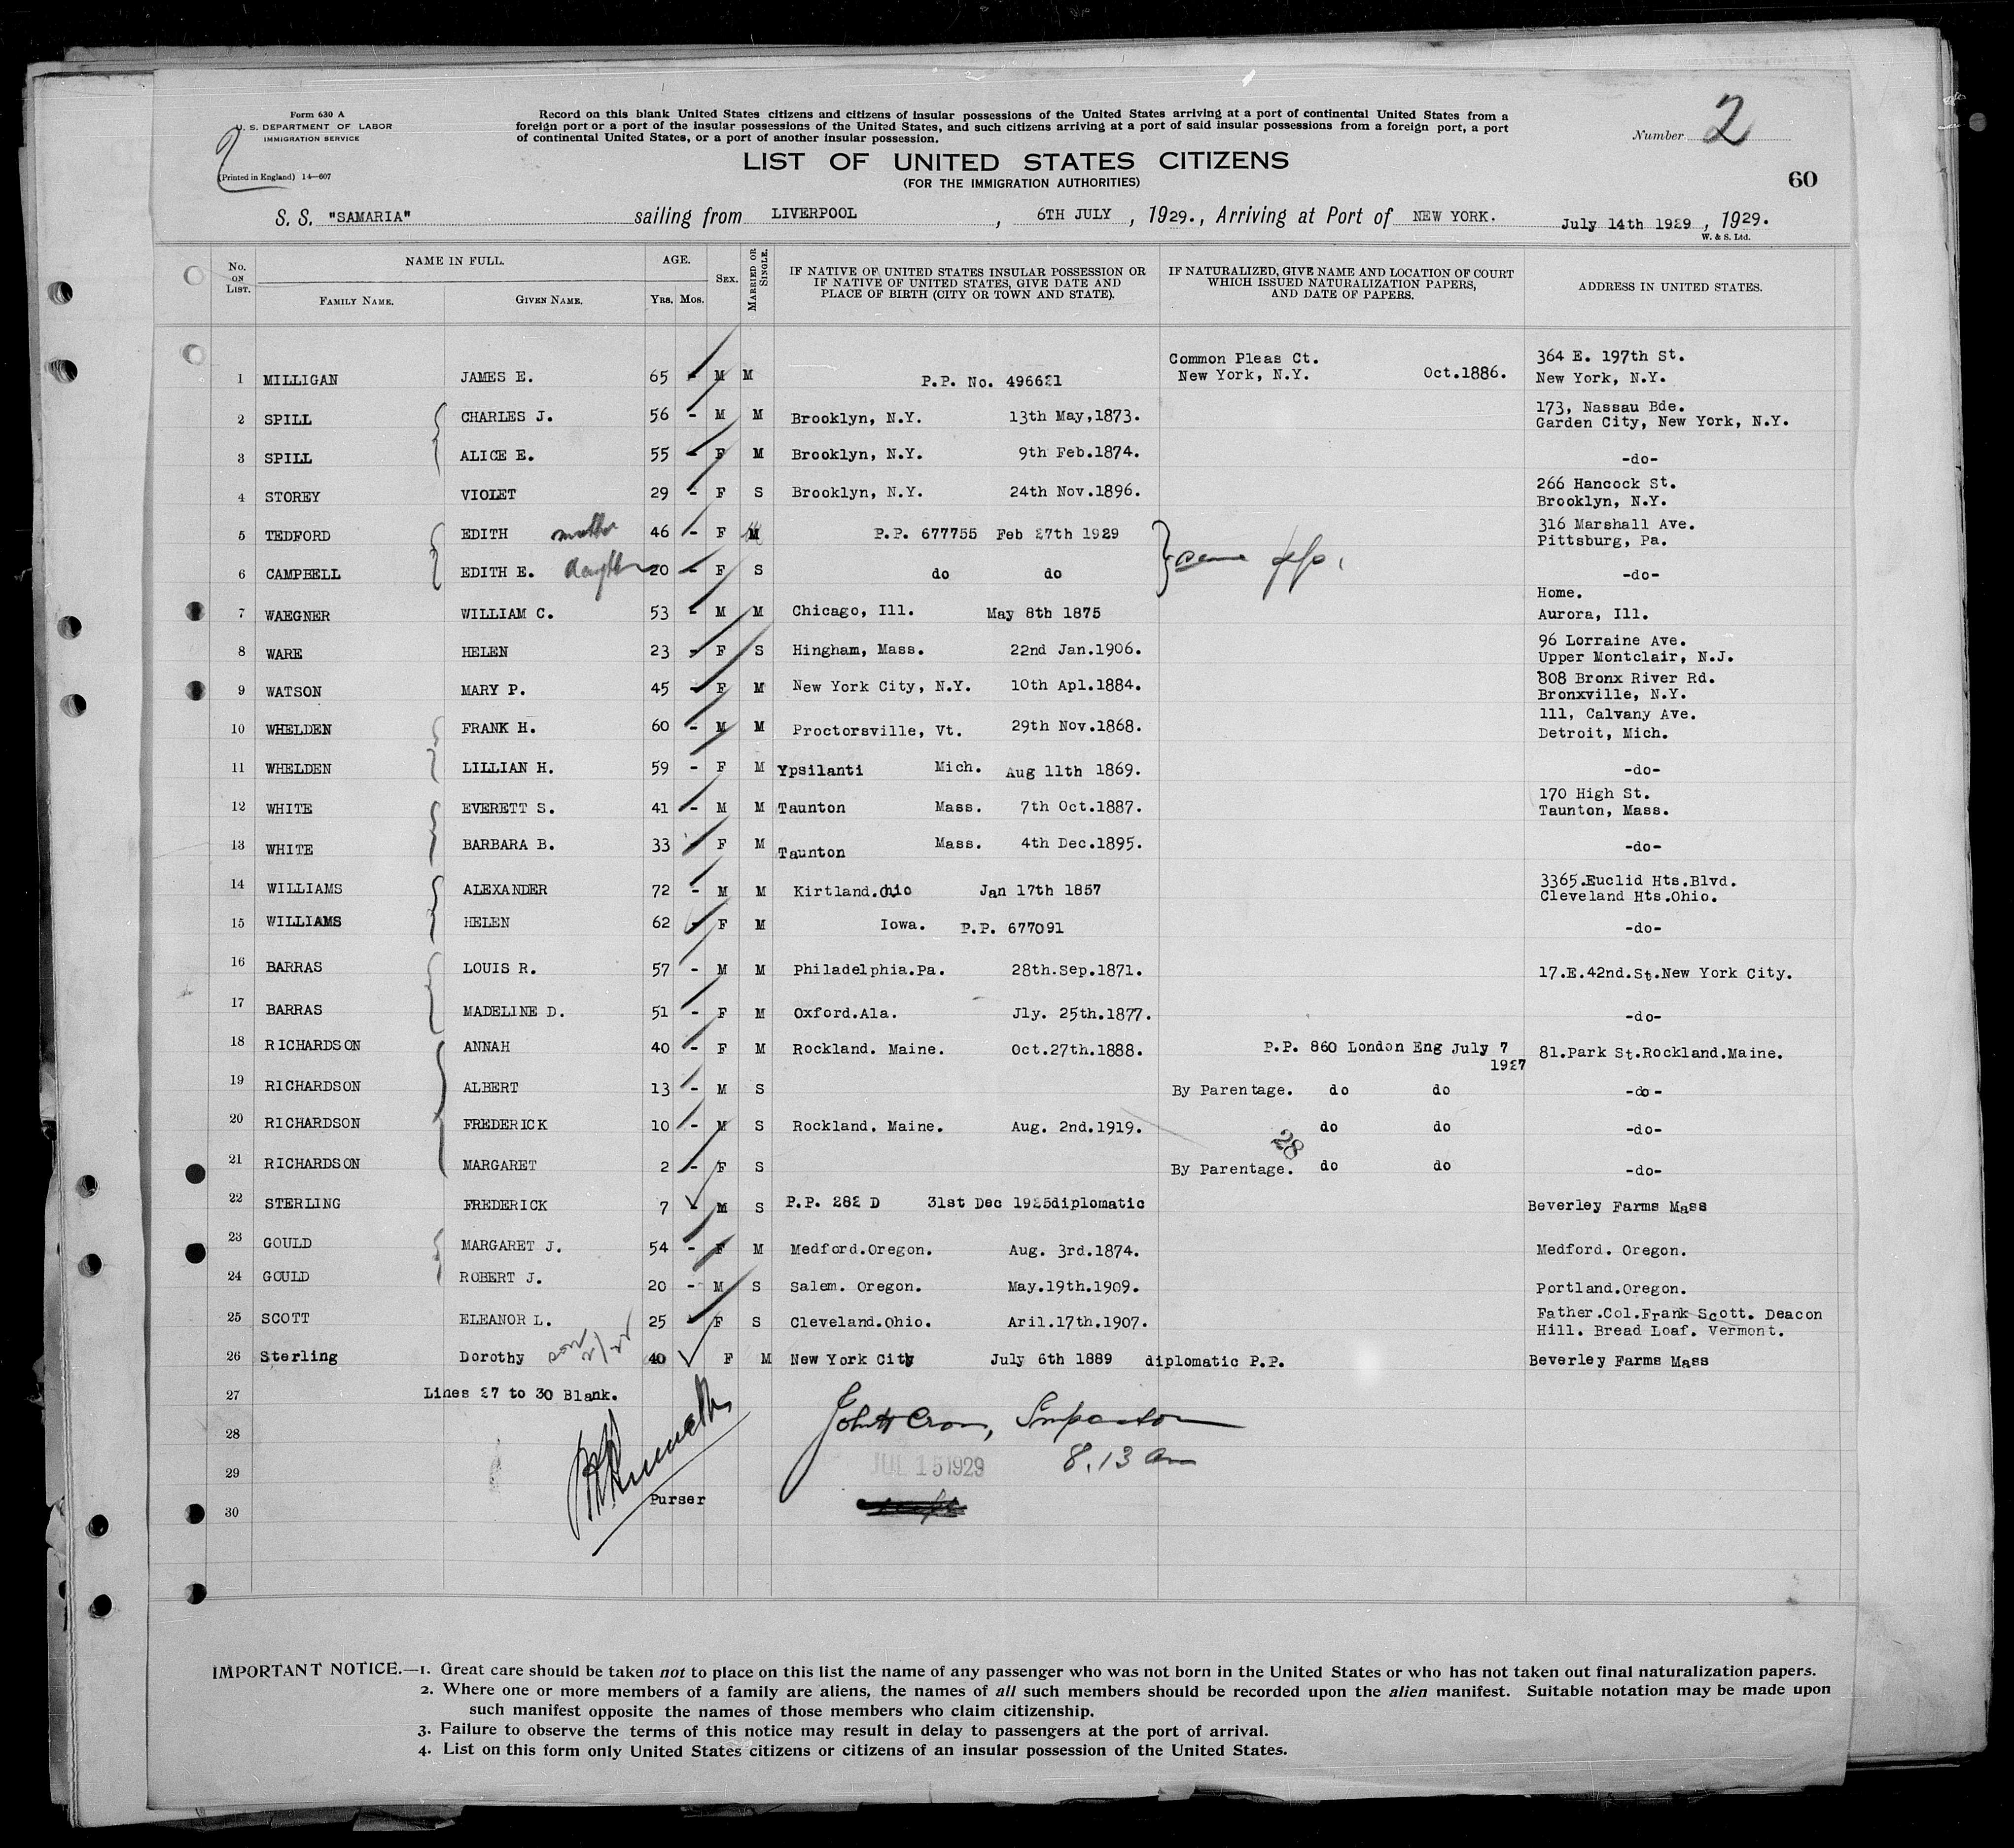 Form 630 A
U. S. DEPARTMENT OF LABOR
IMMIGRATION SERVICE
(Printed in England) 14—607
Record on this blank United States citizens and citizens of insular possessions of the United States arriving at a port of continental United States from a
foreign port or a port of the insular possessions of the United States, and such citizens arriving at a port of said insular possessions from a foreign port, a port
of continental United States, or a port of another insular possession.
Number 2
LIST OF UNITED STATES CITIZENS
(FOR THE IMMIGRATION AUTHORITIES)
60
S. S. "SAMARIA" sailing from LIVERPOOL, 6TH JULY, 1929., Arriving at Port of NEW YORK. July 14th 1929, 1929.
W. & S. Ltd.
No. ON LIST. NAME IN FULL. FAMILY NAME. GIVEN NAME. AGE. YRS. MOS. SEX. MARRIED OR SINGLE. IF NATIVE OF UNITED STATES INSULAR POSSESSION OR IF NATIVE OF UNITED STATES, GIVE DATE AND PLACE OF BIRTH (CITY OR TOWN AND STATE). IF NATURALIZED, GIVE NAME AND LOCATION OF COURT WHICH ISSUED NATURALIZATION PAPERS, AND DATE OF PAPERS. ADDRESS IN UNITED STATES.
1 MILLIGAN JAMES E. 65 - M M P.P. No. 496621 Common Pleas Ct. New York, N.Y. Oct.1886. 364 E. 197th St. New York, N.Y.
2 SPILL CHARLES J. 56 - M M Brooklyn, N.Y. 13th May,1873. 173, Nassau Bde. Garden City, New York, N.Y.
3 SPILL ALICE E. 55 - F M Brooklyn, N.Y. 9th Feb.1874. -do-
4 STOREY VIOLET 29 - F S Brooklyn, N.Y. 24th Nov.1896. 266 Hancock St. Brooklyn, N.Y.
5 TEDFORD EDITH mother 46 - F M P.P. 677755 Feb 27th 1929 316 Marshall Ave. Pittsburg, Pa.
6 CAMPBELL EDITH E. daughter 20 - F S do do -do-
7 WAEGNER WILLIAM C. 53 - M M Chicago, Ill. May 8th 1875 Home. Aurora, Ill.
8 WARE HELEN 23 - F S Hingham, Mass. 22nd Jan.1906. 96 Lorraine Ave. Upper Montclair, N.J.
9 WATSON MARY P. 45 - F M New York City, N.Y. 10th Apl.1884. 808 Bronx River Rd. Bronxville, N.Y.
10 WHELDEN FRANK H. 60 - M M Proctorsville, Vt. 29th Nov.1868. 111, Calvany Ave. Detroit, Mich.
11 WHELDEN LILLIAN H. 59 - F M Ypsilanti Mich. Aug 11th 1869. -do-
12 WHITE EVERETT S. 41 - M M Taunton Mass. 7th Oct.1887. 170 High St. Taunton, Mass.
13 WHITE BARBARA B. 33 F M Taunton Mass. 4th Dec.1895. -do-
14 WILLIAMS ALEXANDER 72 - M M Kirtland.Ohio Jan 17th 1857 3365.Euclid Hts.Blvd. Cleveland Hts.Ohio.
15 WILLIAMS HELEN 62 - F M Iowa. P.P. 677091 -do-
16 BARRAS LOUIS R. 57 - M M Philadelphia.Pa. 28th.Sep.1871. 17.E.42nd.St.New York City.
17 BARRAS MADELINE D. 51 - F M Oxford.Ala. Jly. 25th.1877. -do-
18 RICHARDSON ANNAH 40 - F M Rockland. Maine. Oct.27th.1888. P.P. 860 London Eng July 7 1927 81.Park St.Rockland.Maine.
19 RICHARDSON ALBERT 13 - M S By Parentage. do do -do-
20 RICHARDSON FREDERICK 10 - M S Rockland. Maine. Aug. 2nd.1919. do do -do-
28
21 RICHARDSON MARGARET 2 - F S By Parentage. do do -do-
22 STERLING FREDERICK 7 - M S P.P. 282 D 31st Dec 1925diplomatic Beverley Farms Mass
23 GOULD MARGARET J. 54 - F M Medford.Oregon. Aug. 3rd.1874. Medford. Oregon.
24 GOULD ROBERT J. 20 - M S Salem. Oregon. May.19th.1909. Portland.Oregon.
25 SCOTT ELEANOR L. 25 F S Cleveland.Ohio. Aril.17th.1907. Father.Col.Frank Scott. Deacon Hill. Bread Loaf. Vermont.
26 Sterling Dorothy 40 F M New York City July 6th 1889 diplomatic P.P. Beverley Farms Mass
27 Lines 27 to 30 Blank.
28
8.13 am
29 JUL 15 1929
Purser
30
IMPORTANT NOTICE.—1. Great care should be taken not to place on this list the name of any passenger who was not born in the United States or who has not taken out final naturalization papers.
2. Where one or more members of a family are aliens, the names of all such members should be recorded upon the alien manifest. Suitable notation may be made upon
such manifest opposite the names of those members who claim citizenship.
3. Failure to observe the terms of this notice may result in delay to passengers at the port of arrival.
4. List on this form only United States citizens or citizens of an insular possession of the United States.